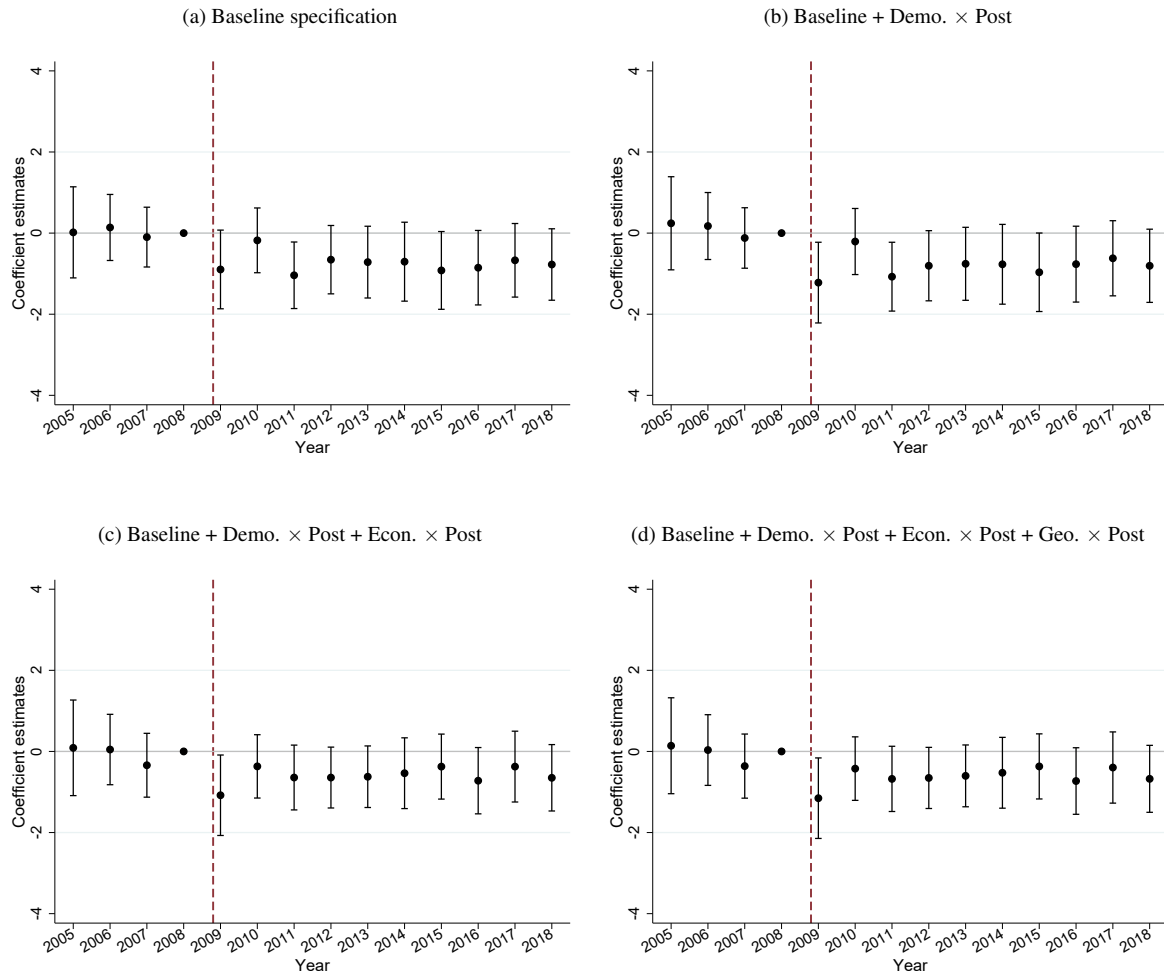 (a) Baseline specification
4
2
0
-2
-4
Coefficient estimates
2005 2006 2007 2008 2009 2010 2011 2012 2013 2014 2015 2016 2017 2018
Year
(b) Baseline + Demo. × Post
4
2
0
-2
-4
Coefficient estimates
2005 2006 2007 2008 2009 2010 2011 2012 2013 2014 2015 2016 2017 2018
Year
(c) Baseline + Demo. × Post + Econ. × Post
4
2
0
-2
-4
Coefficient estimates
2005 2006 2007 2008 2009 2010 2011 2012 2013 2014 2015 2016 2017 2018
Year
(d) Baseline + Demo. × Post + Econ. × Post + Geo. × Post
4
2
0
-2
-4
Coefficient estimates
2005 2006 2007 2008 2009 2010 2011 2012 2013 2014 2015 2016 2017 2018
Year